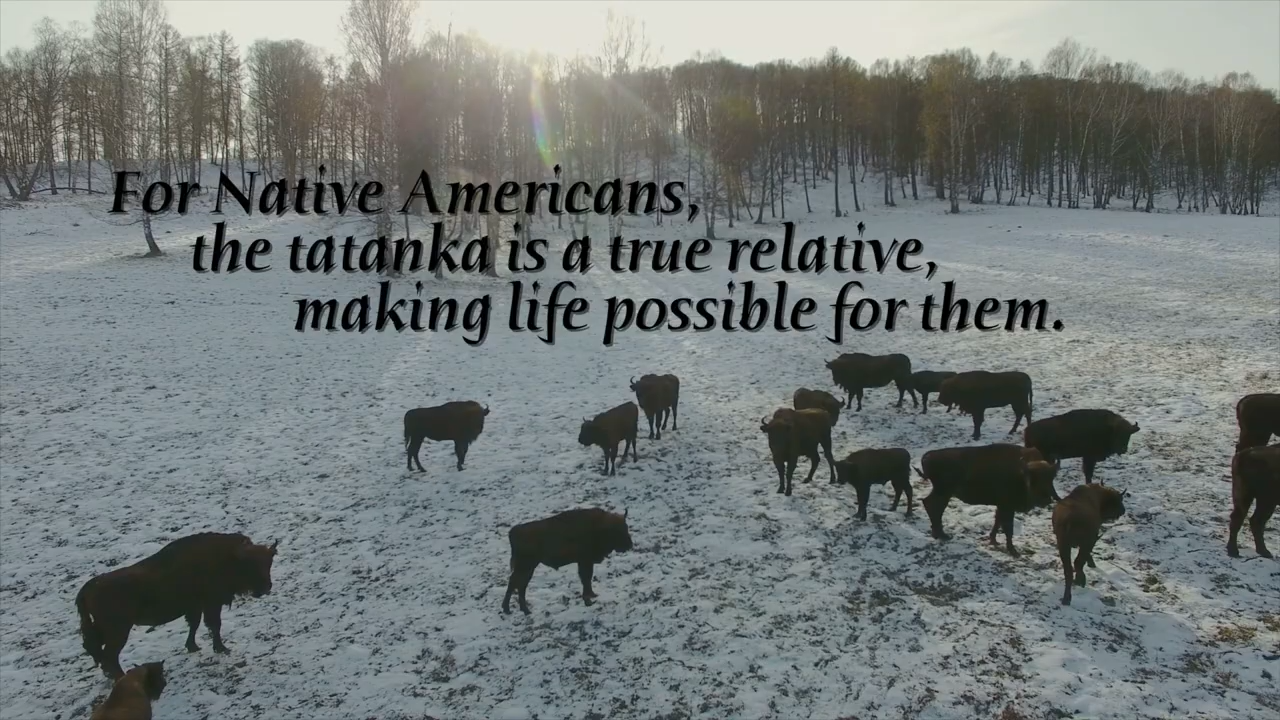 For Native Americans,
the tatanka is a true relative,
making life possible for them.